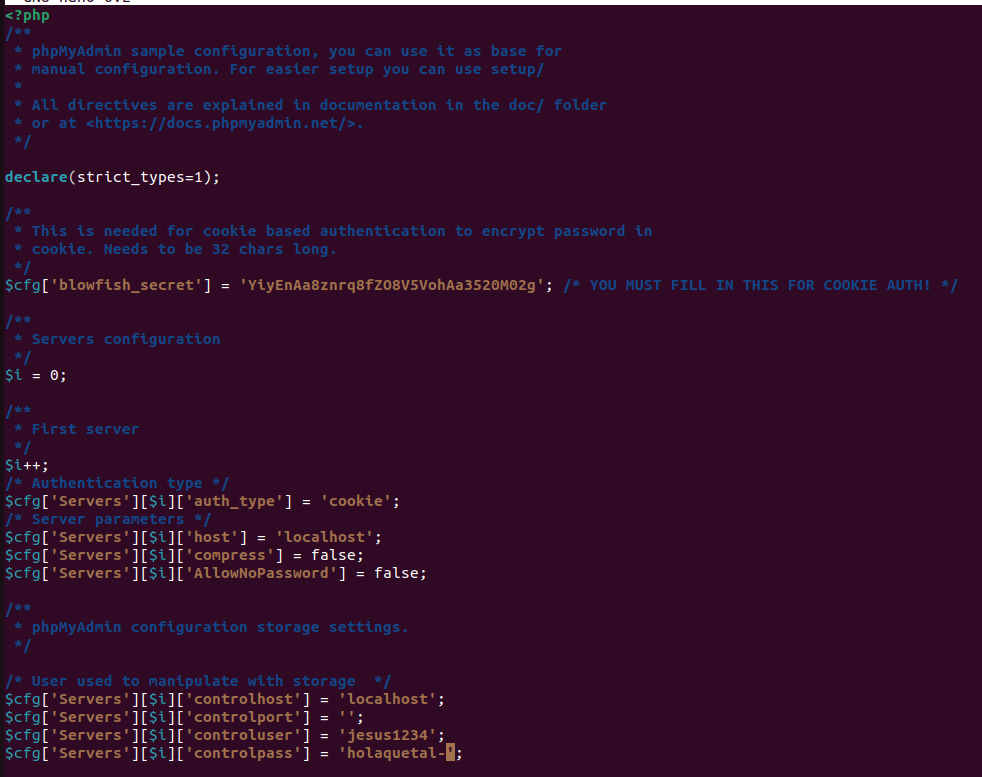 <?php
/**
 * phpMyAdmin sample configuration, you can use it as base for
 * manual configuration. For easier setup you can use setup/
 *
 * All directives are explained in documentation in the doc/ folder
 * or at <https://docs.phpmyadmin.net/>.
 */
declare(strict_types=1);
/**
 * This is needed for cookie based authentication to encrypt password in
 * cookie. Needs to be 32 chars long.
 */
$cfg['blowfish_secret'] = 'YiyEnAa8znrq8fZO8V5VohAa3520M02g'; /* YOU MUST FILL IN THIS FOR COOKIE AUTH! */
/**
 * Servers configuration
 */
$i = 0;
/**
 * First server
 */
$i++;
/* Authentication type */
$cfg['Servers'][$i]['auth_type'] = 'cookie';
/* Server parameters */
$cfg['Servers'][$i]['host'] = 'localhost';
$cfg['Servers'][$i]['compress'] = false;
$cfg['Servers'][$i]['AllowNoPassword'] = false;
/**
 * phpMyAdmin configuration storage settings.
 */
/* User used to manipulate with storage  */
$cfg['Servers'][$i]['controlhost'] = 'localhost';
$cfg['Servers'][$i]['controlport'] = '';
$cfg['Servers'][$i]['controluser'] = 'jesus1234';
$cfg['Servers'][$i]['controlpass'] = 'holaquetal-';